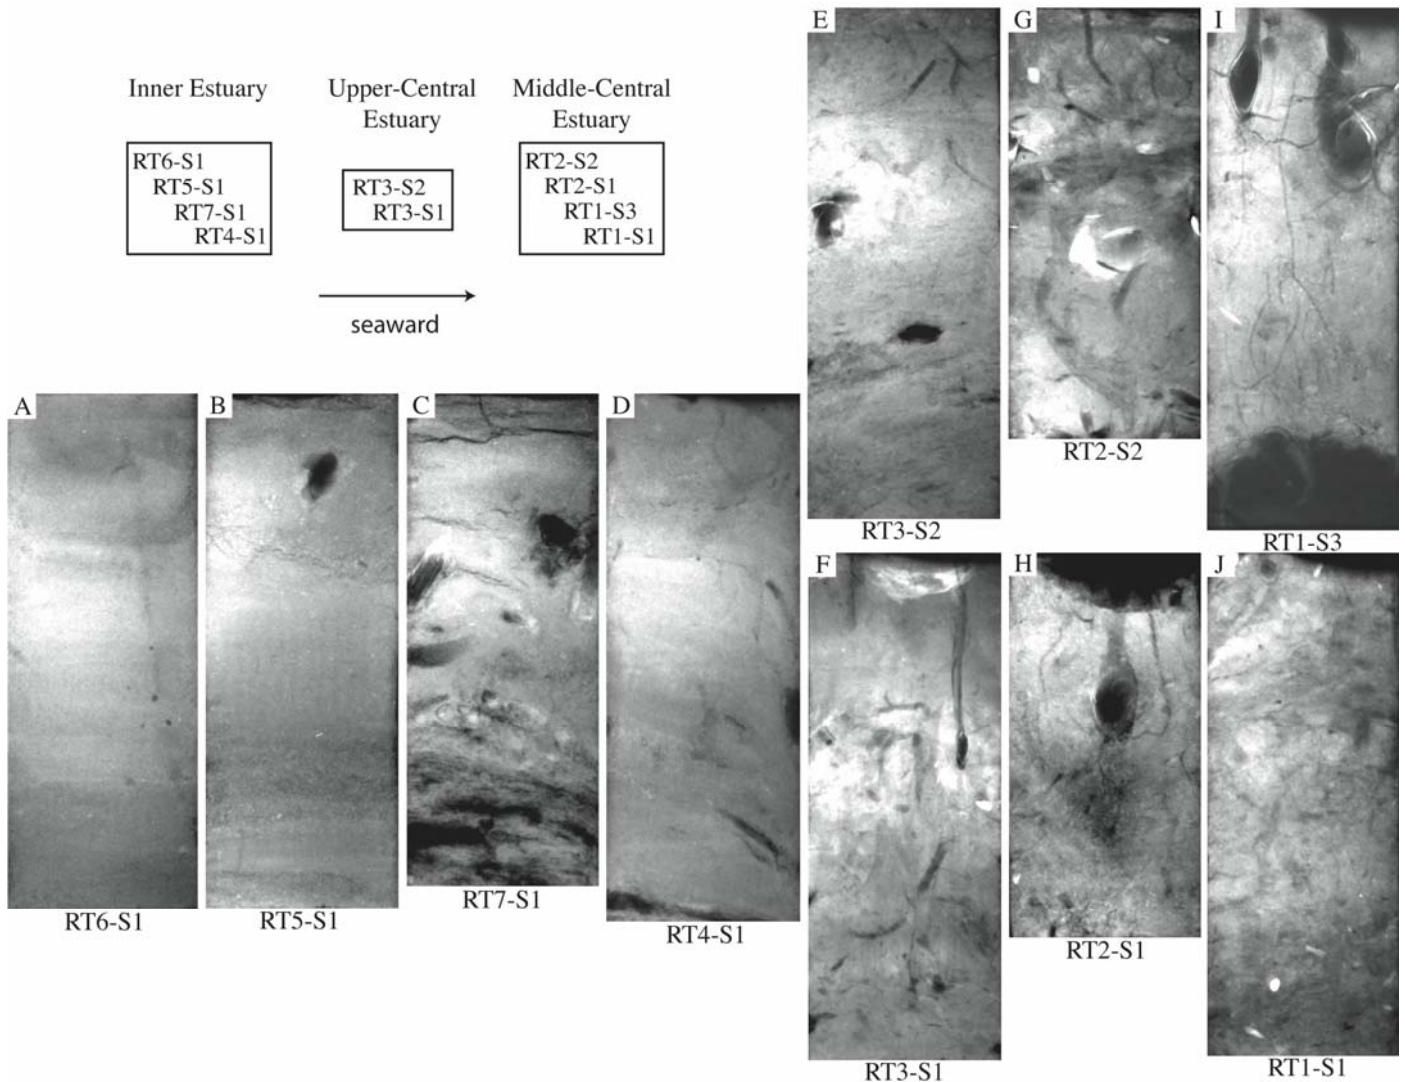 Inner Estuary
RT6-S1
RT5-S1
RT7-S1
RT4-S1
Upper-Central
Estuary
RT3-S2
RT3-S1
Middle-Central
Estuary
RT2-S2
RT2-S1
RT1-S3
RT1-S1
seaward
A
RT6-S1
B
RT5-S1
C
RT7-S1
D
RT4-S1
E
RT3-S2
F
RT3-S1
G
RT2-S2
H
RT2-S1
I
RT1-S3
J
RT1-S1